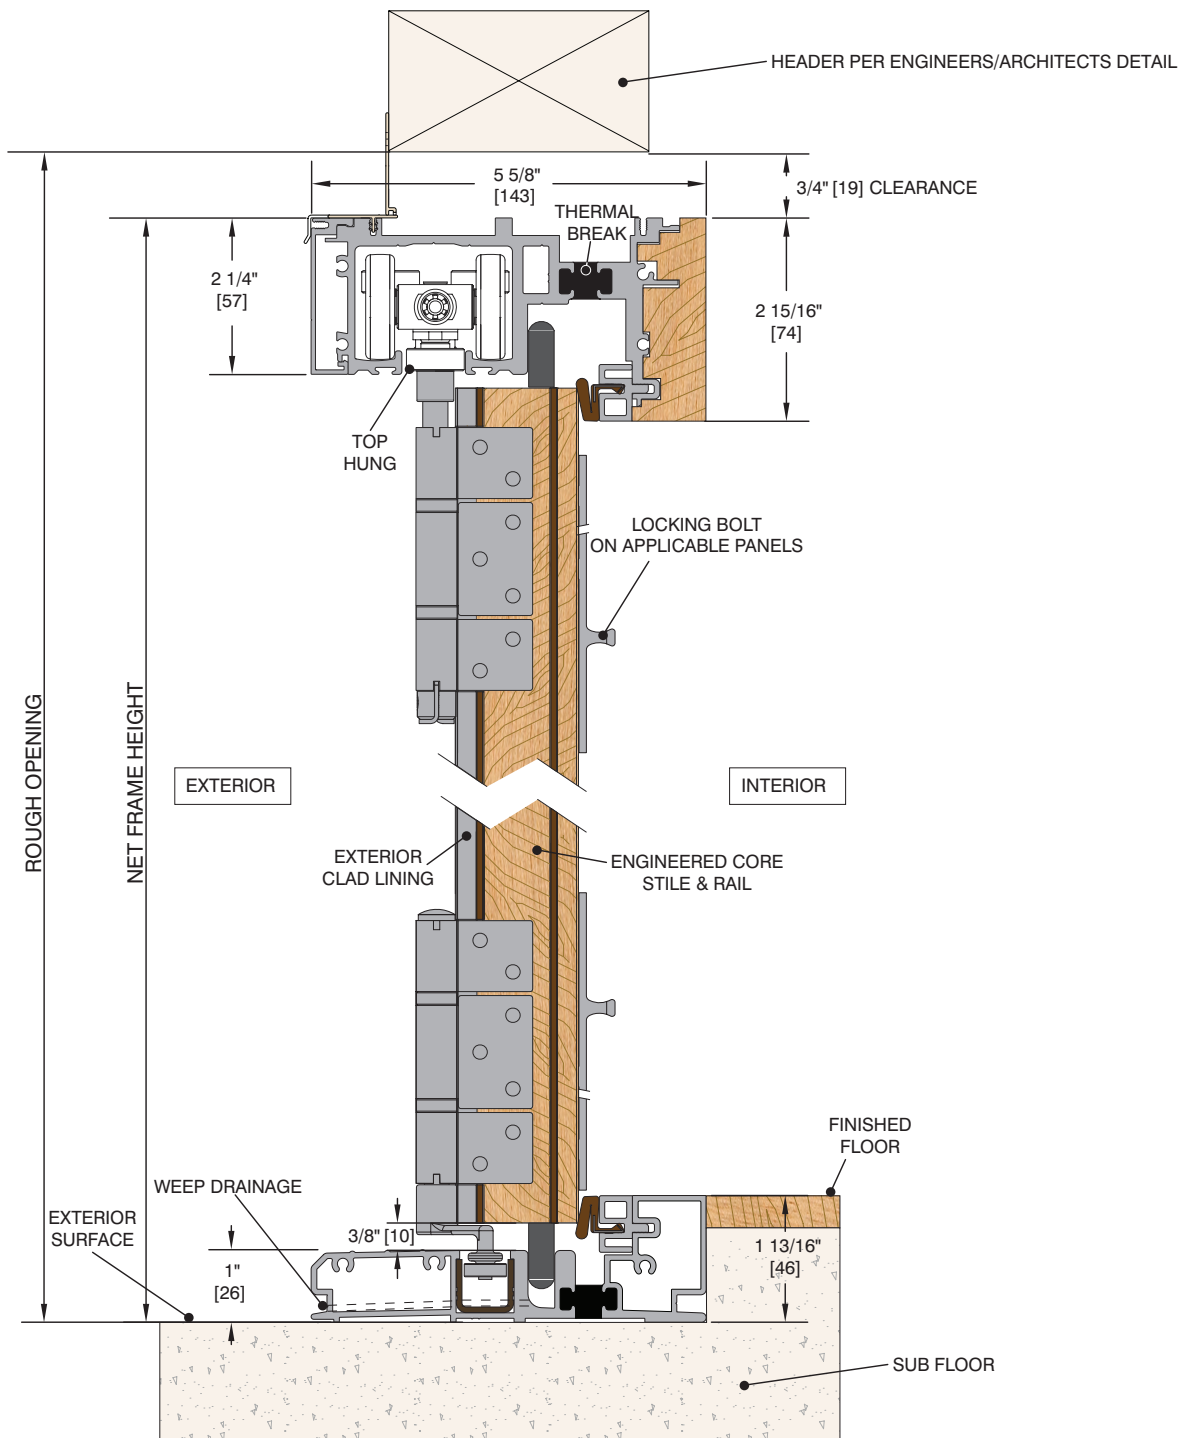 HEADER PER ENGINEERS/ARCHITECTS DETAIL
5 5/8"
[143]
3/4" [19] CLEARANCE
THERMAL
BREAK
2 1/4"
[57]
2 15/16"
[74]
TOP
HUNG
LOCKING BOLT
ON APPLICABLE PANELS
ROUGH OPENING
NET FRAME HEIGHT
EXTERIOR
INTERIOR
EXTERIOR
CLAD LINING
ENGINEERED CORE
STILE & RAIL
FINISHED
FLOOR
WEEP DRAINAGE
EXTERIOR
SURFACE
3/8" [10]
1"
[26]
1 13/16"
[46]
SUB FLOOR